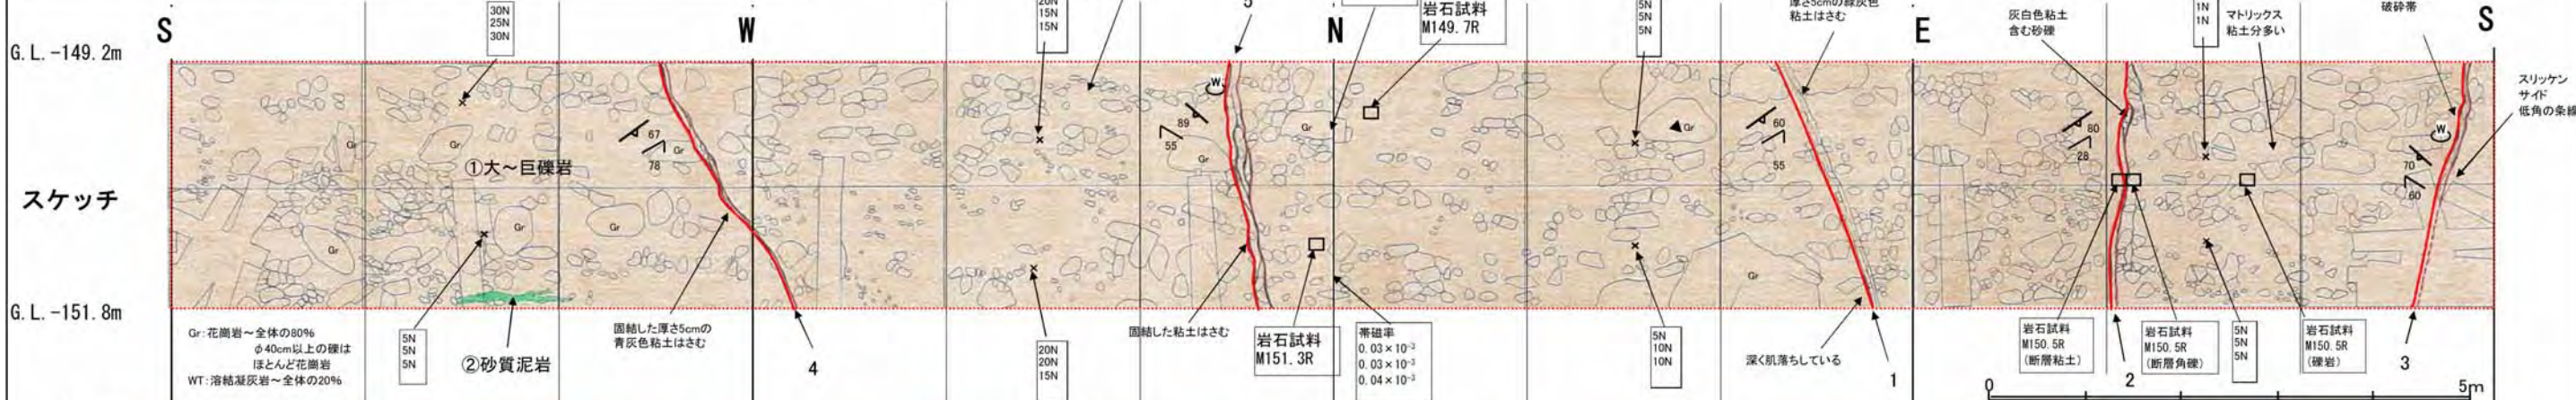 30N
25N
30N
20N
15N
15N
5
岩石試料
M149.7R
5N
5N
5N
厚さ5cmの緑灰色
粘土はさむ
灰白色粘土
含む砂礫
1N
1N
マトリックス
粘土分多い
破砕帯
S
W
N
E
S
G.L.-149.2m
スリッケン
サイド
低角の条線
W
67
78
89
55
60
55
80
28
W
70
60
Gr
Gr
Gr
Gr
Gr
Gr
①大～巨礫岩
スケッチ
Gr
Gr
Gr
Gr
G.L.-151.8m
Gr:花崗岩～全体の80%
φ40cm以上の礫は
ほとんど花崗岩
WT:溶結凝灰岩～全体の20%
5N
5N
5N
②砂質泥岩
固結した厚さ5cmの
青灰色粘土はさむ
4
20N
20N
15N
固結した粘土はさむ
岩石試料
M151.3R
帯磁率
0.03×10⁻³
0.03×10⁻³
0.04×10⁻³
5N
10N
10N
深く肌落ちしている
1
岩石試料
M150.5R
(断層粘土)
2
岩石試料
M150.5R
(断層角礫)
5N
5N
5N
岩石試料
M150.5R
(礫岩)
3
0
5m